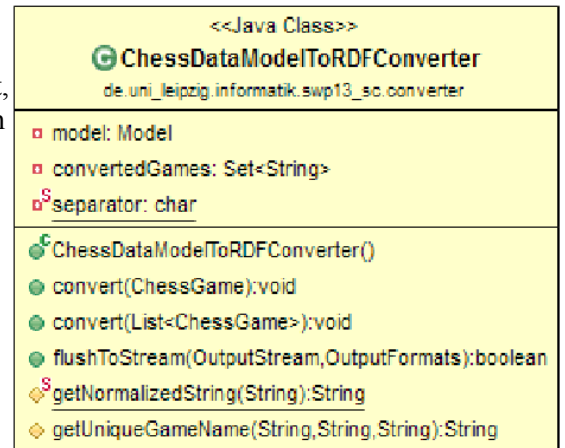 <<Java Class>>
G ChessDataModelToRDFConverter
de.uni_leipzig.informatik.swp13_sc.converter
model: Model
convertedGames: Set<String>
S separator: char
C ChessDataModelToRDFConverter()
convert(ChessGame):void
convert(List<ChessGame>):void
flushToStream(OutputStream,OutputFormats):boolean
S getNormalizedString(String):String
getUniqueGameName(String,String,String):String